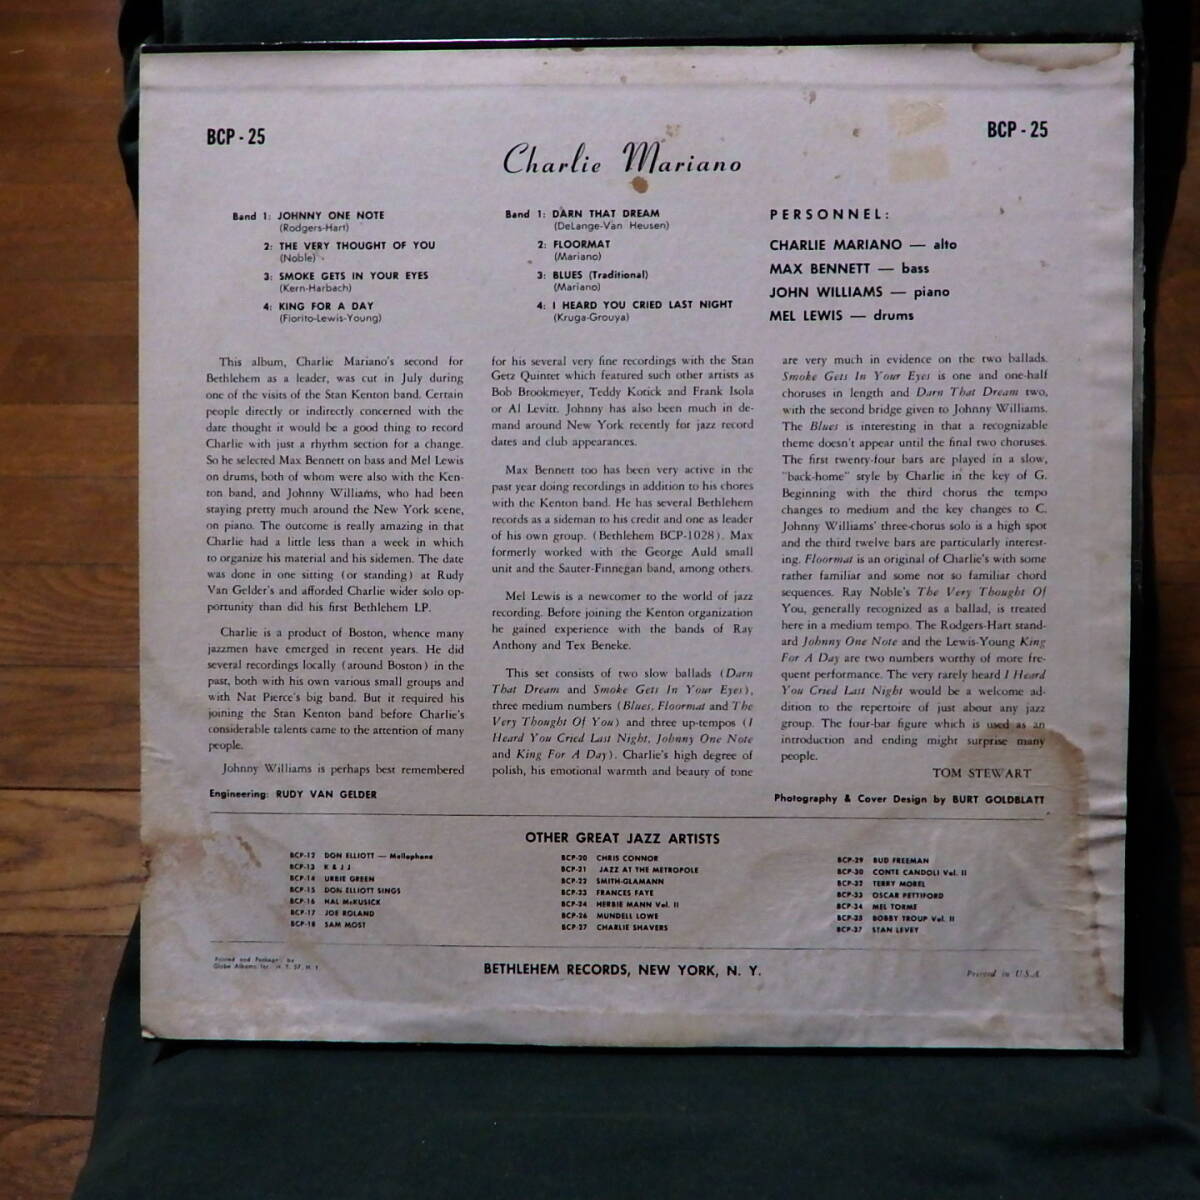 BCP - 25
BCP - 25
Charlie Mariano
Band 1: JOHNNY ONE NOTE
(Rodgers-Hart)
2: THE VERY THOUGHT OF YOU
(Noble)
3: SMOKE GETS IN YOUR EYES
(Kern-Harbach)
4: KING FOR A DAY
(Fiorito-Lewis-Young)
Band 1: DARN THAT DREAM
(DeLange-Van Heusen)
2: FLOORMAT
(Mariano)
3: BLUES (Traditional)
(Mariano)
4: I HEARD YOU CRIED LAST NIGHT
(Kruga-Grouya)
PERSONNEL:
CHARLIE MARIANO — alto
MAX BENNETT — bass
JOHN WILLIAMS — piano
MEL LEWIS — drums
This album, Charlie Mariano's second for
Bethlehem as a leader, was cut in July during
one of the visits of the Stan Kenton band. Certain
people directly or indirectly concerned with the
date thought it would be a good thing to record
Charlie with just a rhythm section for a change.
So he selected Max Bennett on bass and Mel Lewis
on drums, both of whom were also with the Ken-
ton band, and Johnny Williams, who had been
staying pretty much around the New York scene,
on piano. The outcome is really amazing in that
Charlie had a little less than a week in which
to organize his material and his sidemen. The date
was done in one sitting (or standing) at Rudy
Van Gelder's and afforded Charlie wider solo op-
portunity than did his first Bethlehem LP.
Charlie is a product of Boston, whence many
jazzmen have emerged in recent years. He did
several recordings locally (around Boston) in the
past, both with his own various small groups and
with Nat Pierce's big band. But it required his
joining the Stan Kenton band before Charlie's
considerable talents came to the attention of many
people.
Johnny Williams is perhaps best remembered
for his several very fine recordings with the Stan
Getz Quintet which featured such other artists as
Bob Brookmeyer, Teddy Kotick and Frank Isola
or Al Levitt. Johnny has also been much in de-
mand around New York recently for jazz record
dates and club appearances.
Max Bennett too has been very active in the
past year doing recordings in addition to his chores
with the Kenton band. He has several Bethlehem
records as a sideman to his credit and one as leader
of his own group. (Bethlehem BCP-1028). Max
formerly worked with the George Auld small
unit and the Sauter-Finnegan band, among others.
Mel Lewis is a newcomer to the world of jazz
recording. Before joining the Kenton organization
he gained experience with the bands of Ray
Anthony and Tex Beneke.
This set consists of two slow ballads (Darn
That Dream and Smoke Gets In Your Eyes),
three medium numbers (Blues, Floormat and The
Very Thought Of You) and three up-tempos (I
Heard You Cried Last Night, Johnny One Note
and King For A Day). Charlie's high degree of
polish, his emotional warmth and beauty of tone
are very much in evidence on the two ballads.
Smoke Gets In Your Eyes is one and one-half
choruses in length and Darn That Dream two,
with the second bridge given to Johnny Williams.
The Blues is interesting in that a recognizable
theme doesn't appear until the final two choruses.
The first twenty-four bars are played in a slow,
"back-home" style by Charlie in the key of G.
Beginning with the third chorus the tempo
changes to medium and the key changes to C.
Johnny Williams' three-chorus solo is a high spot
and the third twelve bars are particularly interest-
ing. Floormat is an original of Charlie's with some
rather familiar and some not so familiar chord
sequences. Ray Noble's The Very Thought Of
You, generally recognized as a ballad, is treated
here in a medium tempo. The Rodgers-Hart stand-
ard Johnny One Note and the Lewis-Young King
For A Day are two numbers worthy of more fre-
quent performance. The very rarely heard I Heard
You Cried Last Night would be a welcome ad-
dition to the repertoire of just about any jazz
group. The four-bar figure which is used as an
introduction and ending might surprise many
people.
TOM STEWART
Engineering: RUDY VAN GELDER
Photography & Cover Design by BURT GOLDBLATT
OTHER GREAT JAZZ ARTISTS
BCP-12 DON ELLIOTT — Mellophone
BCP-13 K & J J
BCP-14 URBIE GREEN
BCP-15 DON ELLIOTT SINGS
BCP-16 HAL McKUSICK
BCP-17 JOE ROLAND
BCP-18 SAM MOST
BCP-20 CHRIS CONNOR
BCP-21 JAZZ AT THE METROPOLE
BCP-22 SMITH-GLAMANN
BCP-23 FRANCES FAYE
BCP-24 HERBIE MANN Vol. II
BCP-26 MUNDELL LOWE
BCP-27 CHARLIE SHAVERS
BCP-29 BUD FREEMAN
BCP-30 CONTE CANDOLI Vol. II
BCP-32 TERRY MOREL
BCP-33 OSCAR PETTIFORD
BCP-34 MEL TORME
BCP-35 BOBBY TROUP Vol. II
BCP-37 STAN LEVEY
Printed and Packaged by
Globe Albums Inc. N. Y. 57, N. Y.
BETHLEHEM RECORDS, NEW YORK, N. Y.
Printed in U.S.A.